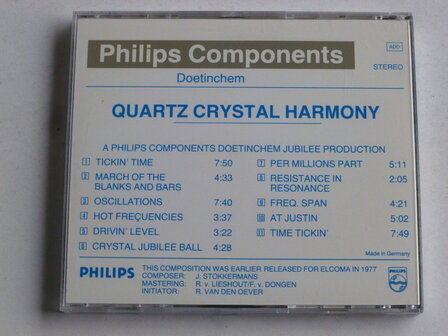 Philips Components
Doetinchem
ADD
STEREO
QUARTZ CRYSTAL HARMONY
A PHILIPS COMPONENTS DOETINCHEM JUBILEE PRODUCTION
1 TICKIN' TIME 7:50
2 MARCH OF THE BLANKS AND BARS 4:33
3 OSCILLATIONS 7:40
4 HOT FREQUENCIES 3:37
5 DRIVIN' LEVEL 3:22
6 CRYSTAL JUBILEE BALL 4:28
7 PER MILLIONS PART 5:11
8 RESISTANCE IN RESONANCE 2:05
9 FREQ. SPAN 4:21
10 AT JUSTIN 5:02
11 TIME TICKIN' 7:49
Made in Germany
PHILIPS
THIS COMPOSITION WAS EARLIER RELEASED FOR ELCOMA IN 1977
COMPOSER: J. STOKKERMANS
MASTERING: R. v. LIESHOUT/F. v. DONGEN
INITIATOR: R. VAN DEN OEVER
PHILIPS